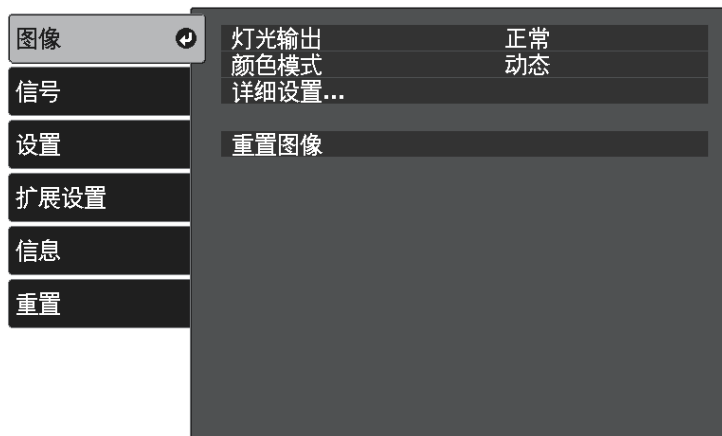 图像
信号
设置
扩展设置
信息
重置
灯光输出 正常
颜色模式 动态
详细设置...
重置图像